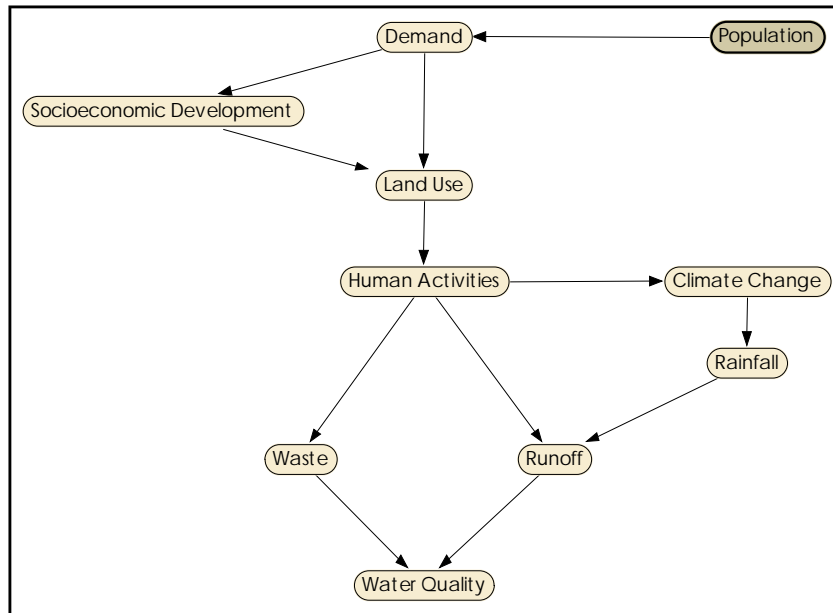 Demand
Population
Socioeconomic Development
Land Use
Human Activities
Climate Change
Rainfall
Waste
Runoff
Water Quality